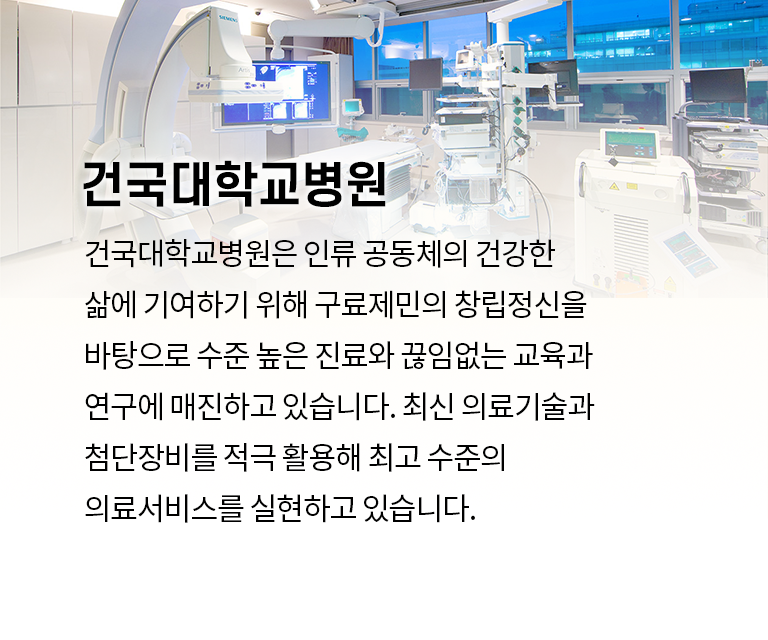 SIEMENS
건국대학교병원
건국대학교병원은 인류 공동체의 건강한
삶에 기여하기 위해 구료제민의 창립정신을
바탕으로 수준 높은 진료와 끊임없는 교육과
연구에 매진하고 있습니다. 최신 의료기술과
첨단장비를 적극 활용해 최고 수준의
의료서비스를 실현하고 있습니다.